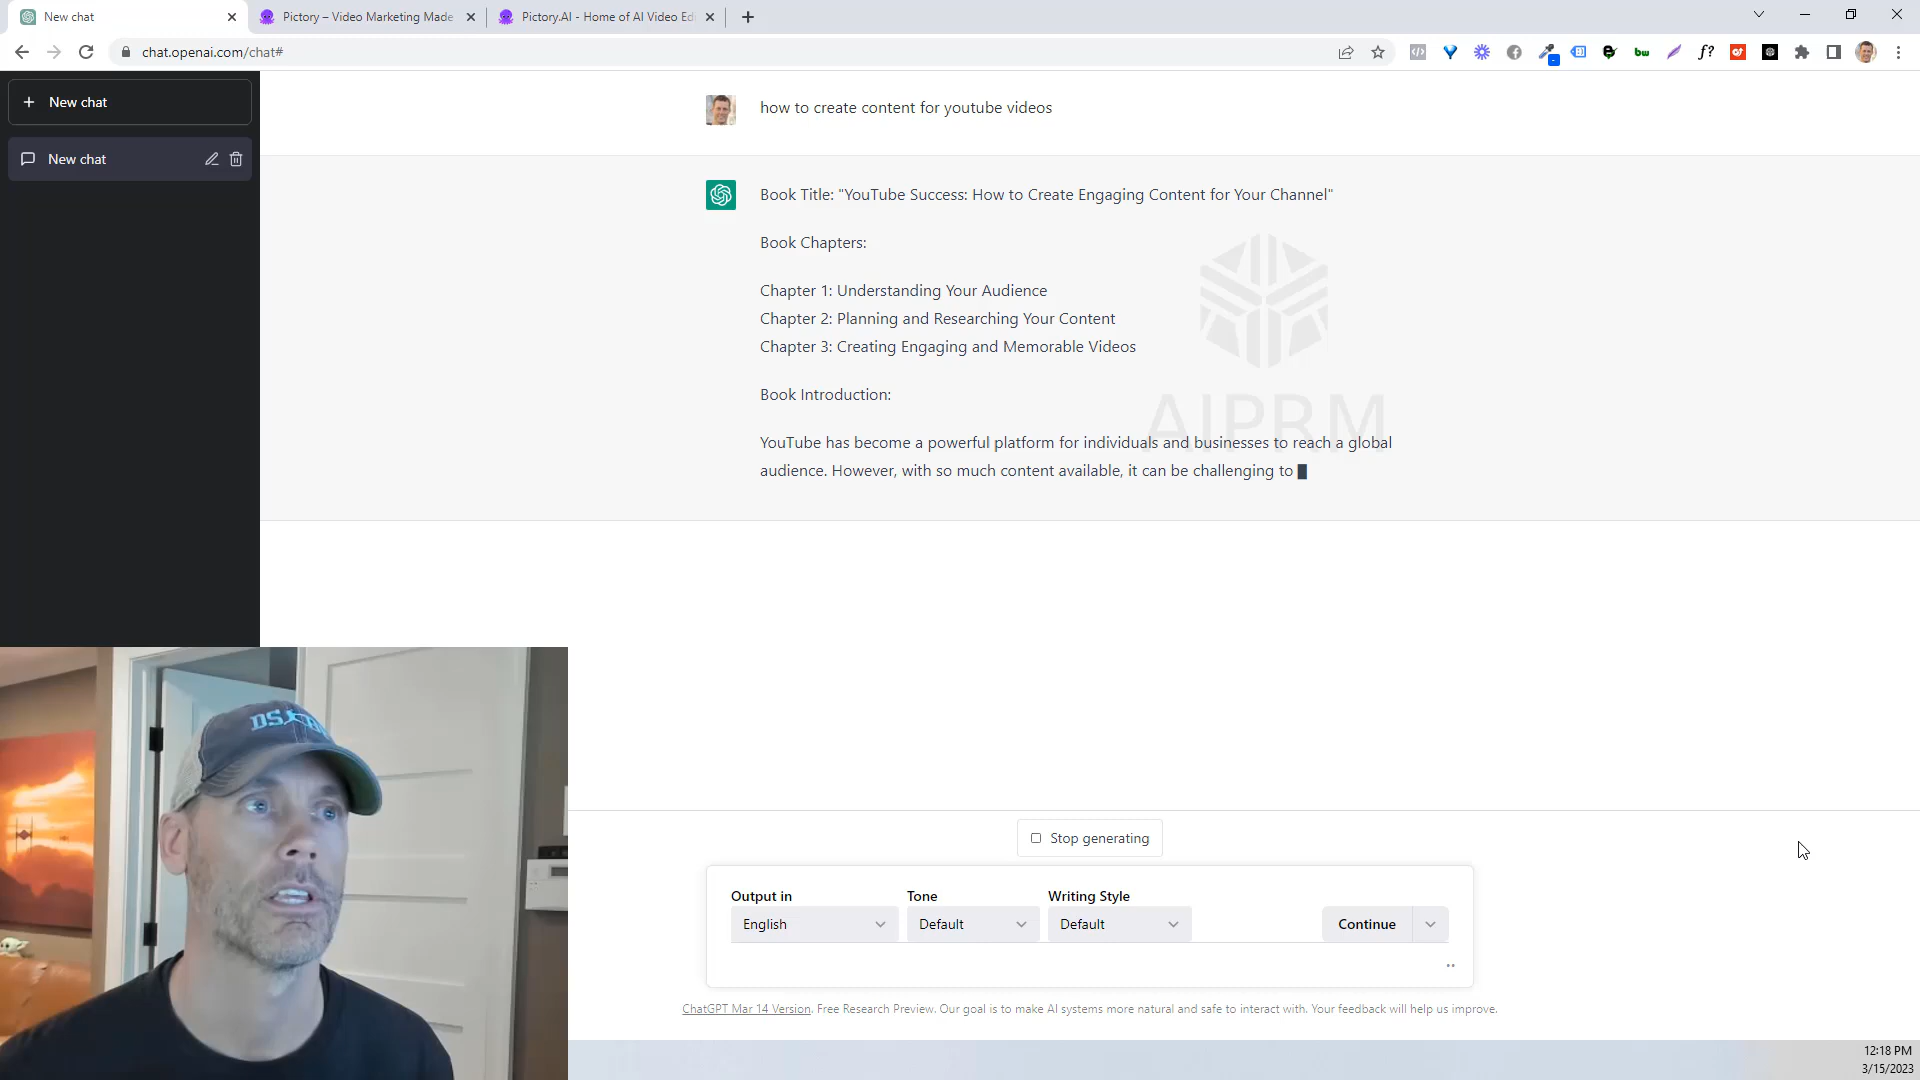 New chat
Pictory – Video Marketing Made
Pictory.AI - Home of AI Video Edi
chat.openai.com/chat#
bw
f?
New chat
New chat
how to create content for youtube videos
Book Title: "YouTube Success: How to Create Engaging Content for Your Channel"
Book Chapters:
Chapter 1: Understanding Your Audience
Chapter 2: Planning and Researching Your Content
Chapter 3: Creating Engaging and Memorable Videos
Book Introduction:
AIPRM
YouTube has become a powerful platform for individuals and businesses to reach a global
audience. However, with so much content available, it can be challenging to
Stop generating
Output in
Tone
Writing Style
English
Default
Default
Continue
ChatGPT Mar 14 Version. Free Research Preview. Our goal is to make AI systems more natural and safe to interact with. Your feedback will help us improve.
12:18 PM
3/15/2023